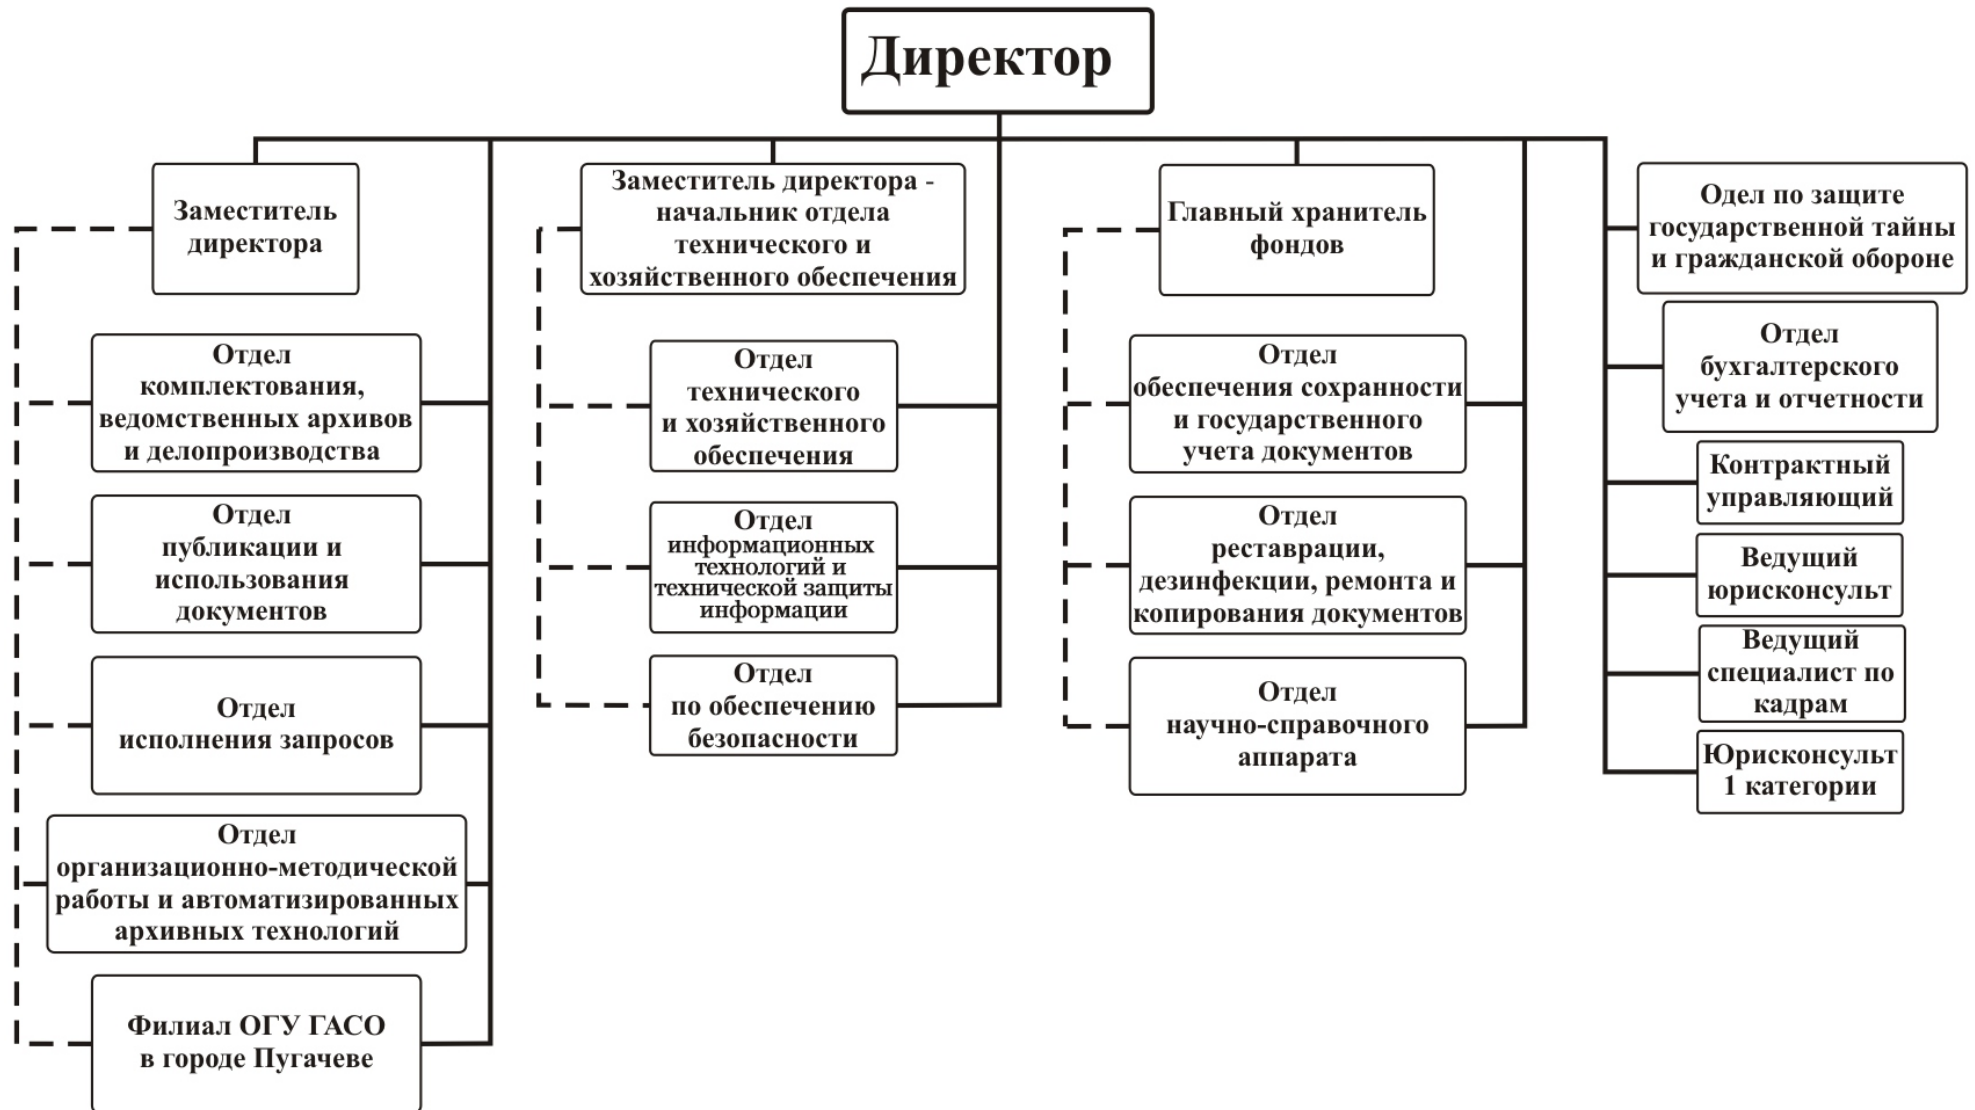 Директор
Заместитель
директора
Отдел
комплектования,
ведомственных архивов
и делопроизводства
Отдел
публикации и
использования
документов
Отдел
исполнения запросов
Отдел
организационно-методической
работы и автоматизированных
архивных технологий
Филиал ОГУ ГАСО
в городе Пугачеве
Заместитель директора -
начальник отдела
технического и
хозяйственного обеспечения
Отдел
технического
и хозяйственного
обеспечения
Отдел
информационных
технологий и
технической защиты
информации
Отдел
по обеспечению
безопасности
Главный хранитель
фондов
Отдел
обеспечения сохранности
и государственного
учета документов
Отдел
реставрации,
дезинфекции, ремонта и
копирования документов
Отдел
научно-справочного
аппарата
Одел по защите
государственной тайны
и гражданской обороне
Отдел
бухгалтерского
учета и отчетности
Контрактный
управляющий
Ведущий
юрисконсульт
Ведущий
специалист по
кадрам
Юрисконсульт
1 категории